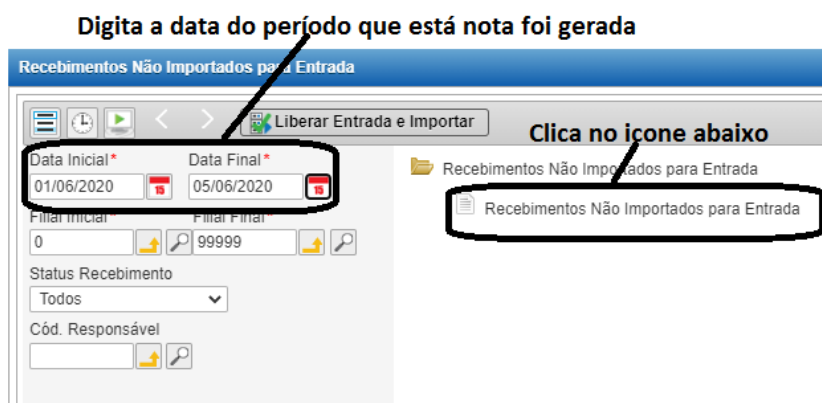 Digita a data do período que está nota foi gerada
Recebimentos Não Importados para Entrada
Liberar Entrada e Importar
Clica no icone abaixo
Data Inicial* Data Final*
01/06/2020 15 05/06/2020 15
Recebimentos Não Importados para Entrada
Recebimentos Não Importados para Entrada
Filial Inicial* Filial Final*
0 99999
Status Recebimento
Todos
Cód. Responsável